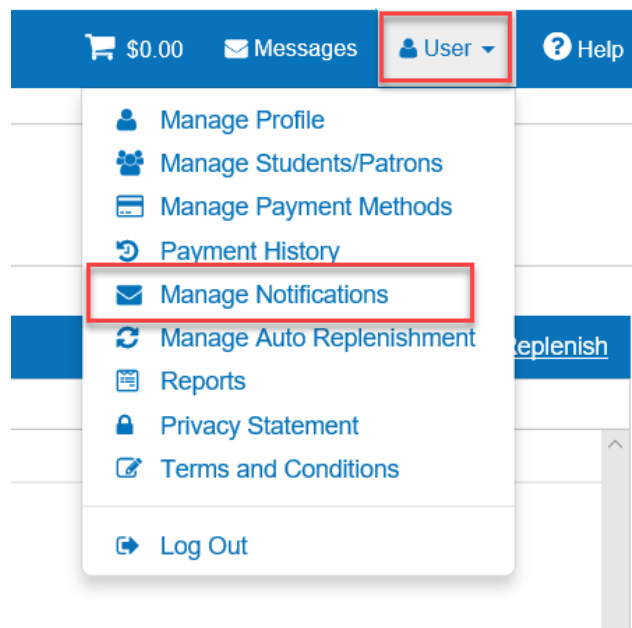 $0.00 Messages User Help
Manage Profile
Manage Students/Patrons
Manage Payment Methods
Payment History
Manage Notifications
Manage Auto Replenishment
Replenish
Reports
Privacy Statement
Terms and Conditions
Log Out